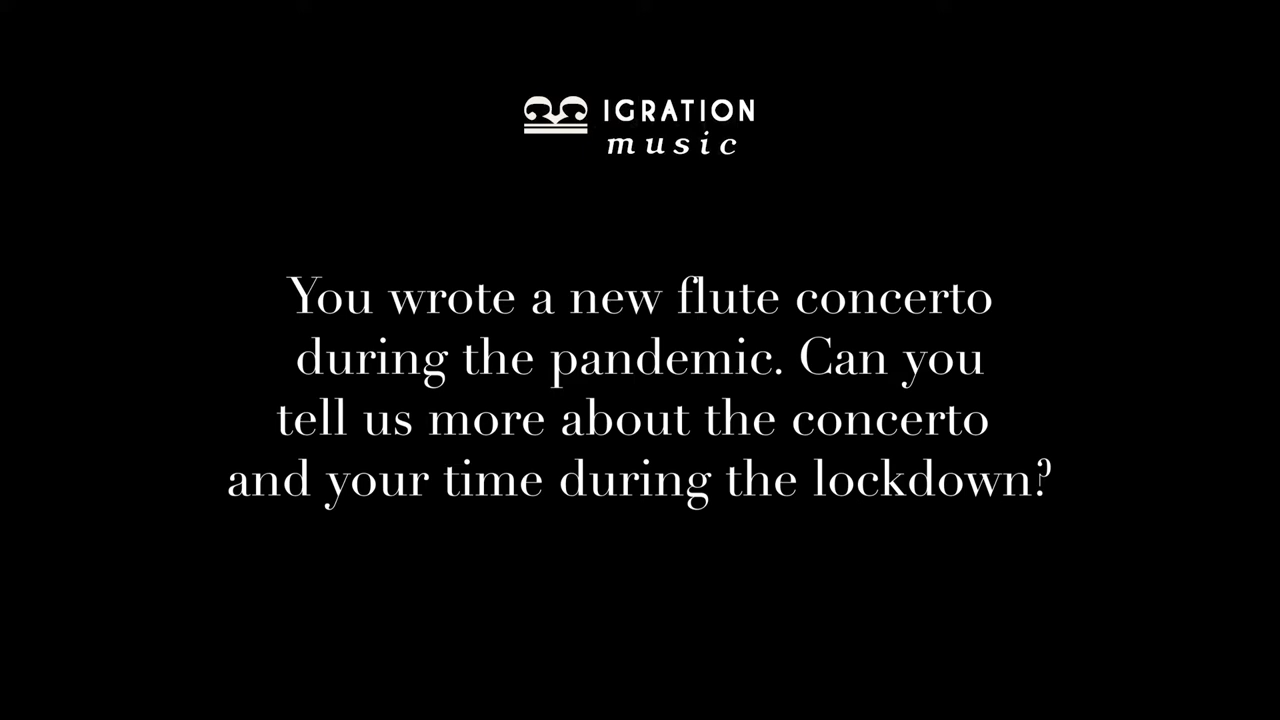 IGRATION
music
You wrote a new flute concerto
during the pandemic. Can you
tell us more about the concerto
and your time during the lockdown?